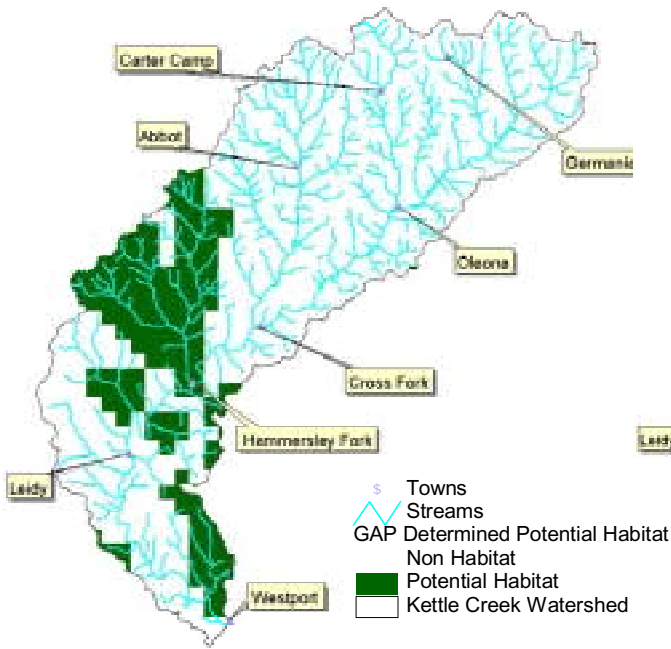 Carter Camp
Abbot
Germania
Oleona
Cross Fork
Hammersley Fork
Leidy
Leidy
Westport
$ Towns
Streams
GAP Determined Potential Habitat
Non Habitat
Potential Habitat
Kettle Creek Watershed